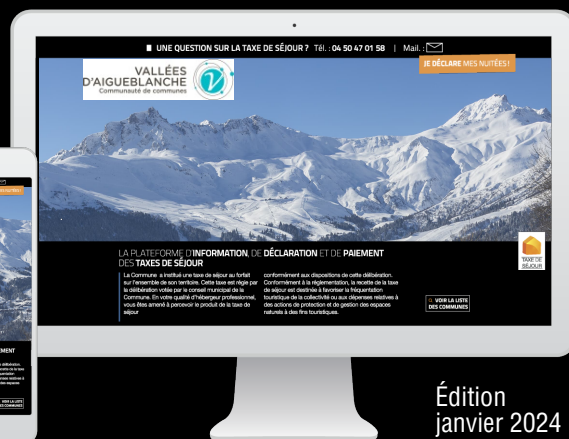 UNE QUESTION SUR LA TAXE DE SÉJOUR ? Tél. : 04 50 47 01 58 | Mail. :
JE DÉCLARE MES NUITÉES !
VALLÉES
D'AIGUEBLANCHE
Communauté de communes
LA PLATEFORME D'INFORMATION, DE DÉCLARATION ET DE PAIEMENT
DES TAXES DE SÉJOUR
La Commune a institué une taxe de séjour au forfait
sur l'ensemble de son territoire. Cette taxe est régie par
la délibération votée par le conseil municipal de la
Commune. En votre qualité d'hébergeur professionnel,
vous êtes amené à percevoir le produit de la taxe de
séjour
conformément aux dispositions de cette délibération.
Conformément à la réglementation, la recette de la taxe
de séjour est destinée à favoriser la fréquentation
touristique de la collectivité ou aux dépenses relatives à
des actions de protection et de gestion des espaces
naturels à des fins touristiques.
TAXE DE
SÉJOUR
VOIR LA LISTE
DES COMMUNES
Édition
janvier 2024